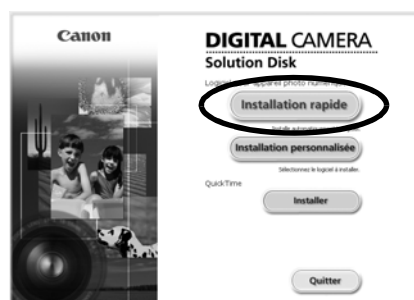 Canon
DIGITAL CAMERA
Solution Disk
Installation rapide
Installation personnalisée
Sélectionnez le logiciel à installer.
QuickTime
Installer
Quitter